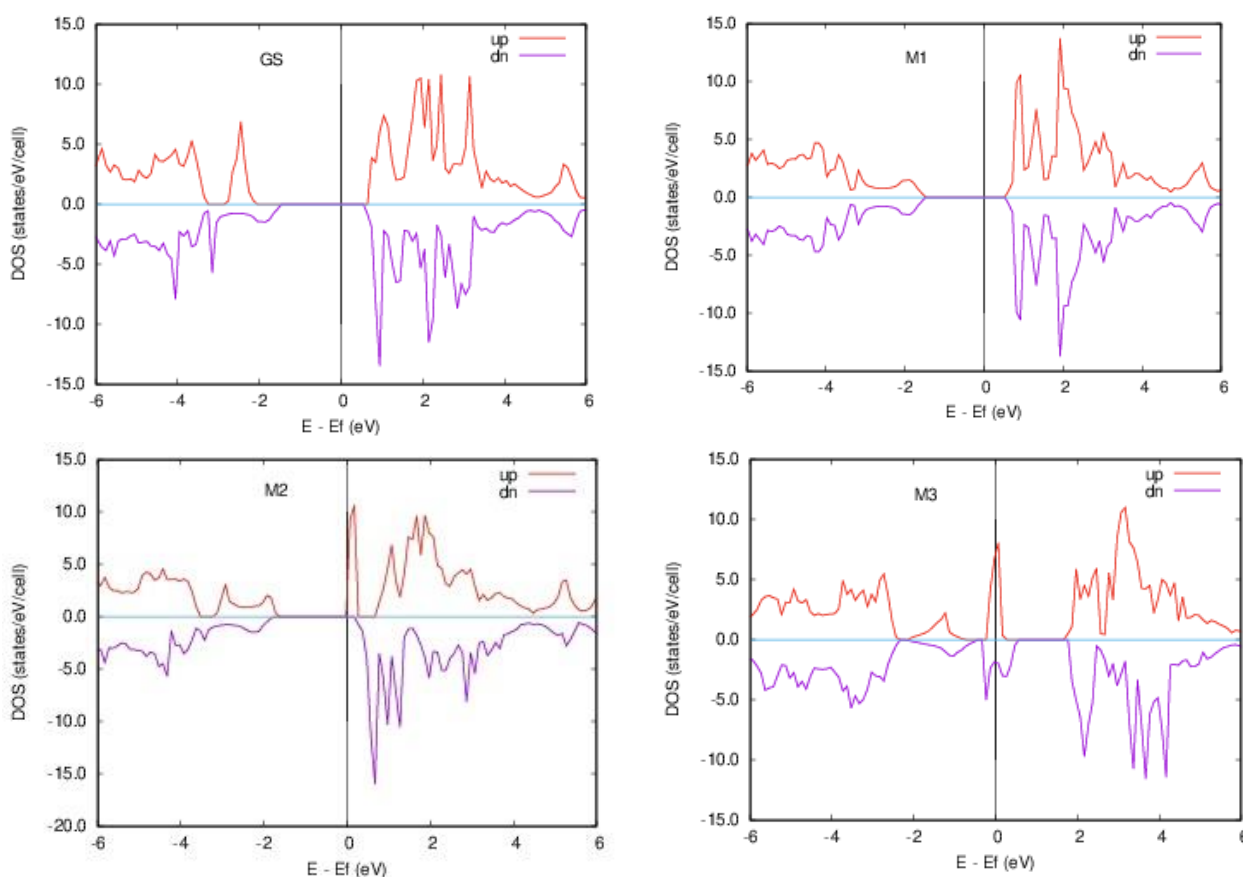 15.0
10.0
5.0
0.0
-5.0
-10.0
-15.0
DOS (states/eV/cell)
GS
up
dn
-6 -4 -2 0 2 4 6
E - Ef (eV)
15.0
10.0
5.0
0.0
-5.0
-10.0
-15.0
DOS (states/eV/cell)
M1
up
dn
-6 -4 -2 0 2 4 6
E - Ef (eV)
15.0
10.0
5.0
0.0
-5.0
-10.0
-15.0
-20.0
DOS (states/eV/cell)
M2
up
dn
-6 -4 -2 0 2 4 6
E - Ef (eV)
15.0
10.0
5.0
0.0
-5.0
-10.0
-15.0
DOS (states/eV/cell)
M3
up
dn
-6 -4 -2 0 2 4 6
E - Ef (eV)